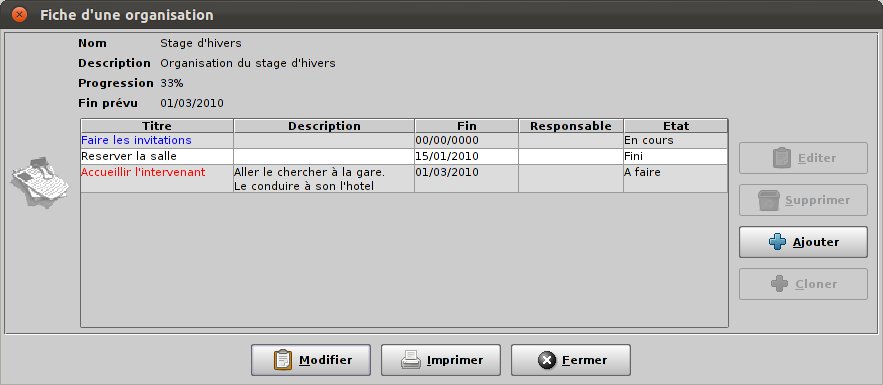 Fiche d'une organisation
Nom Stage d'hivers
Description Organisation du stage d'hivers
Progression 33%
Fin prévu 01/03/2010
Titre Description Fin Responsable Etat
Faire les invitations 00/00/0000 En cours
Reserver la salle 15/01/2010 Fini
Accueillir l'intervenant Aller le chercher à la gare. 01/03/2010 A faire
Le conduire à son l'hotel
Editer
Supprimer
Ajouter
Cloner
Modifier Imprimer Fermer